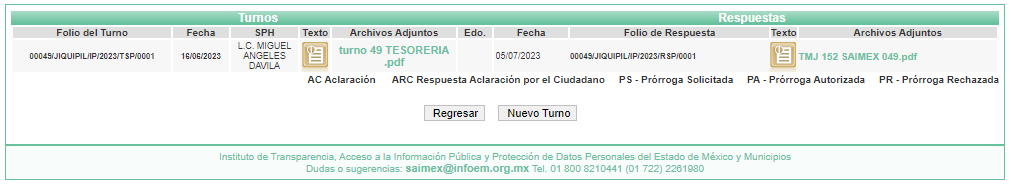 Turnos Respuestas
Folio del Turno Fecha SPH Texto Archivos Adjuntos Edo. Fecha Folio de Respuesta Texto Archivos Adjuntos
00049/JIQUIPIL/IP/2023/TSP/0001 16/06/2023 L.C. MIGUEL ANGELES DAVILA turno 49 TESORERIA .pdf 05/07/2023 00049/JIQUIPIL/IP/2023/RSP/0001 TMJ 152 SAIMEX 049.pdf
AC Aclaración ARC Respuesta Aclaración por el Ciudadano PS - Prórroga Solicitada PA - Prórroga Autorizada PR - Prórroga Rechazada
Regresar Nuevo Turno
Instituto de Transparencia, Acceso a la Información Pública y Protección de Datos Personales del Estado de México y Municipios
Dudas o sugerencias: saimex@infoem.org.mx Tel. 01 800 8210441 (01 722) 2261980